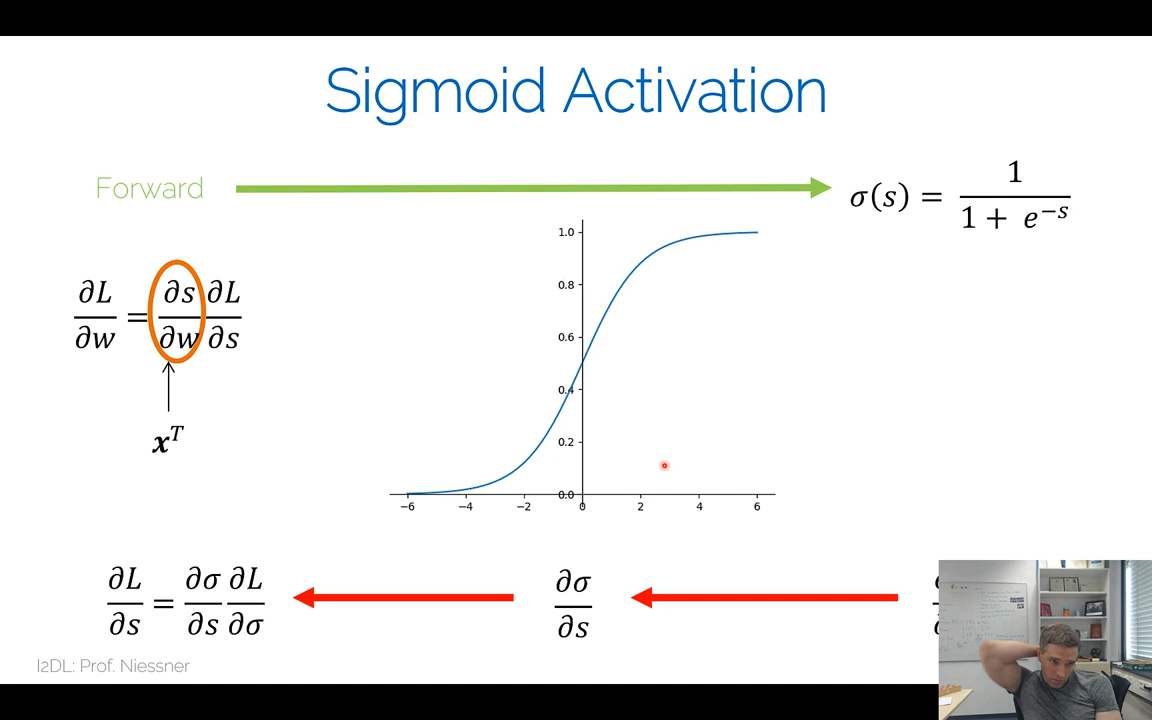 Sigmoid Activation
Forward
σ(s) = 1 / (1 + e^{−s})
∂L/∂w = ∂s/∂w ∂L/∂s
x^T
1.0
0.8
0.6
0.4
0.2
0.0
−6 −4 −2 0 2 4 6
∂L/∂s = ∂σ/∂s ∂L/∂σ
∂σ/∂s
I2DL: Prof. Niessner